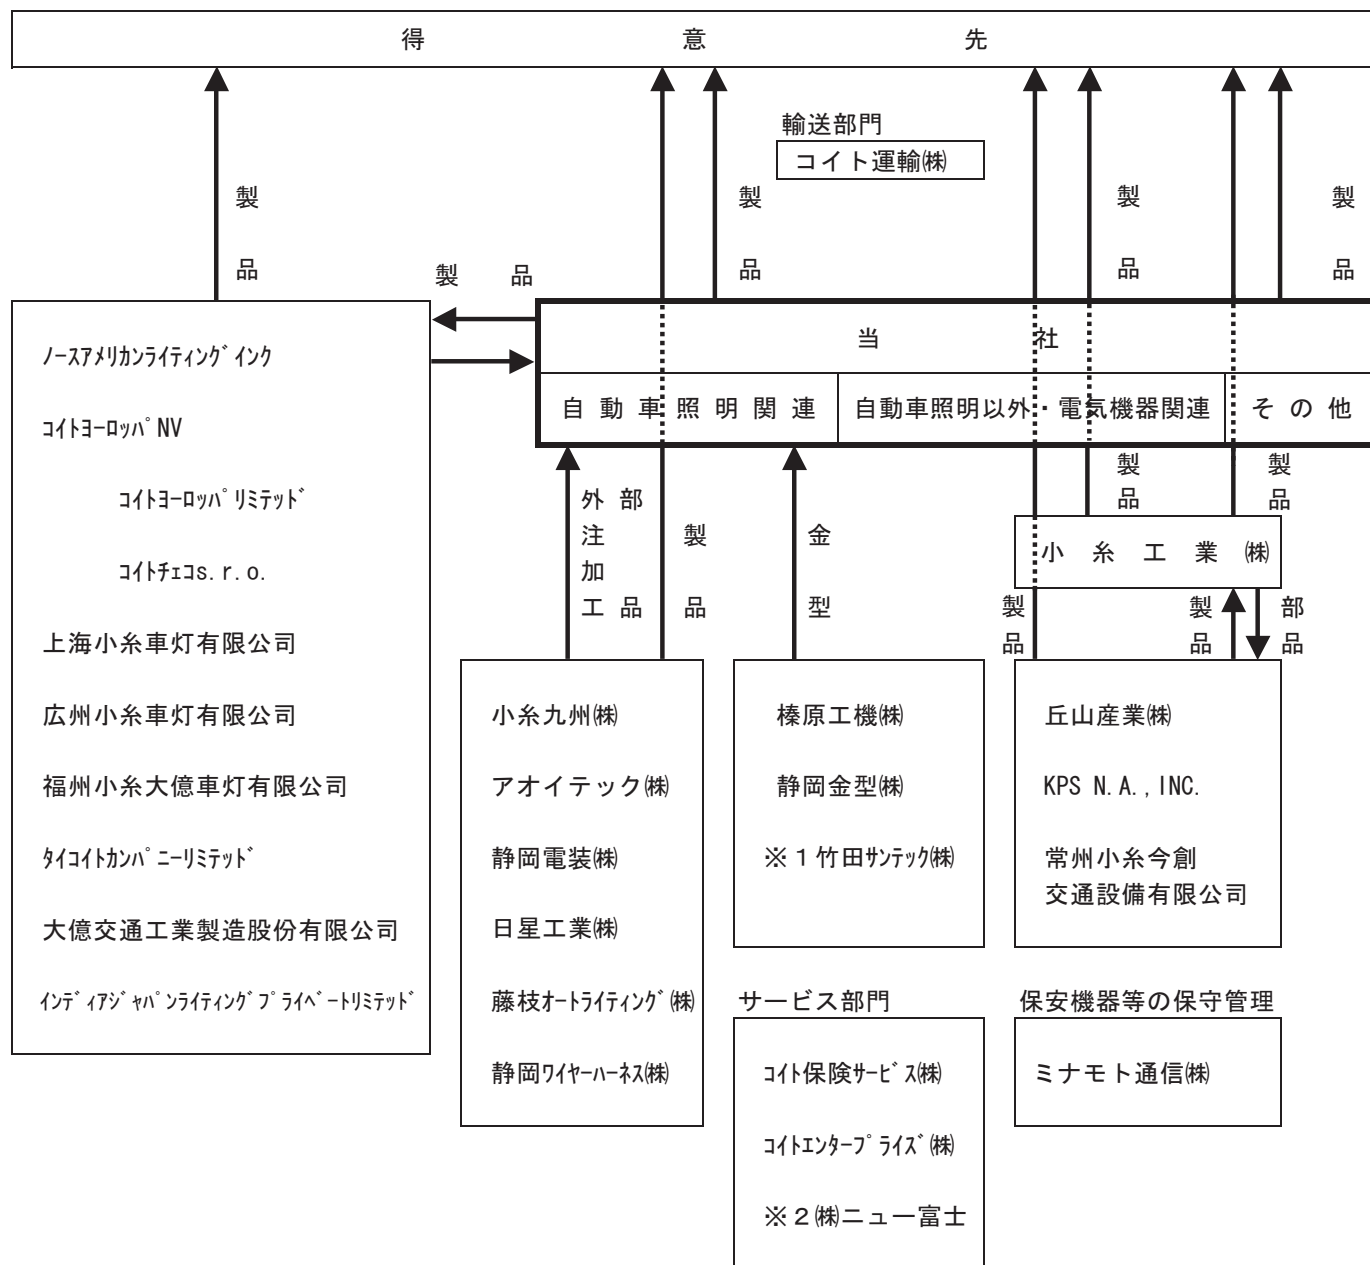 得意先
輸送部門
コイト運輸㈱
製品
製品
製品
製品
製品
当社
自動車照明関連
自動車照明以外・電気機器関連
その他
ﾉｰｽｱﾒﾘｶﾝﾗｲﾃｨﾝｸﾞｲﾝｸ
ｺｲﾄﾖｰﾛｯﾊﾟNV
ｺｲﾄﾖｰﾛｯﾊﾟﾘﾐﾃｯﾄﾞ
ｺｲﾄﾁｪｺs.r.o.
上海小糸車灯有限公司
広州小糸車灯有限公司
福州小糸大億車灯有限公司
ﾀｲｺｲﾄｶﾝﾊﾟﾆｰﾘﾐﾃｯﾄﾞ
大億交通工業製造股份有限公司
ｲﾝﾃﾞｨｱｼﾞｬﾊﾟﾝﾗｲﾃｨﾝｸﾞﾌﾟﾗｲﾍﾞｰﾄﾘﾐﾃｯﾄﾞ
外部注加工品
製品
金型
製品
製品
小糸工業㈱
製品
製品
部品
小糸九州㈱
アオイテック㈱
静岡電装㈱
日星工業㈱
藤枝ｵｰﾄﾗｲﾃｨﾝｸﾞ㈱
静岡ﾜｲﾔｰﾊｰﾈｽ㈱
榛原工機㈱
静岡金型㈱
※１竹田ｻﾝﾃｯｸ㈱
丘山産業㈱
KPS N.A.,INC.
常州小糸今創
交通設備有限公司
サービス部門
ｺｲﾄ保険ｻｰﾋﾞｽ㈱
ｺｲﾄｴﾝﾀｰﾌﾟﾗｲｽﾞ㈱
※２㈱ニュー富士
保安機器等の保守管理
ミナモト通信㈱